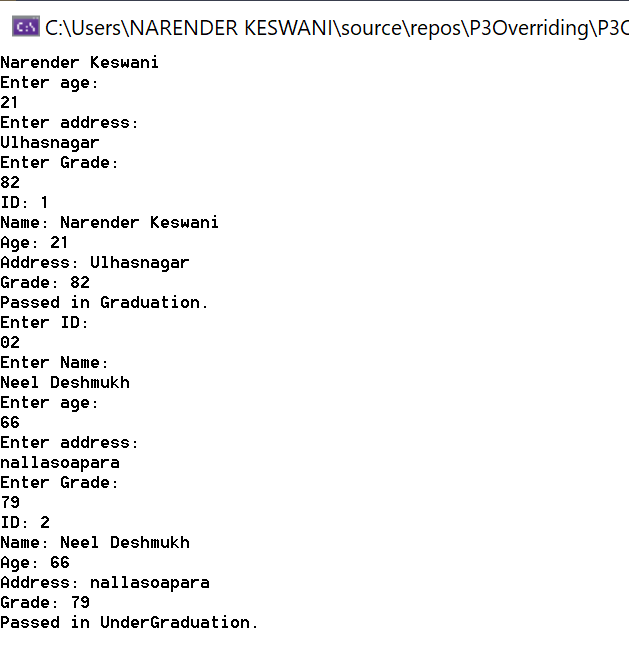 C:\Users\NARENDER KESWANI\source\repos\P3Overriding\P3
Narender Keswani
Enter age:
21
Enter address:
Ulhasnagar
Enter Grade:
82
ID: 1
Name: Narender Keswani
Age: 21
Address: Ulhasnagar
Grade: 82
Passed in Graduation.
Enter ID:
02
Enter Name:
Neel Deshmukh
Enter age:
66
Enter address:
nallasoapara
Enter Grade:
79
ID: 2
Name: Neel Deshmukh
Age: 66
Address: nallasoapara
Grade: 79
Passed in UnderGraduation.